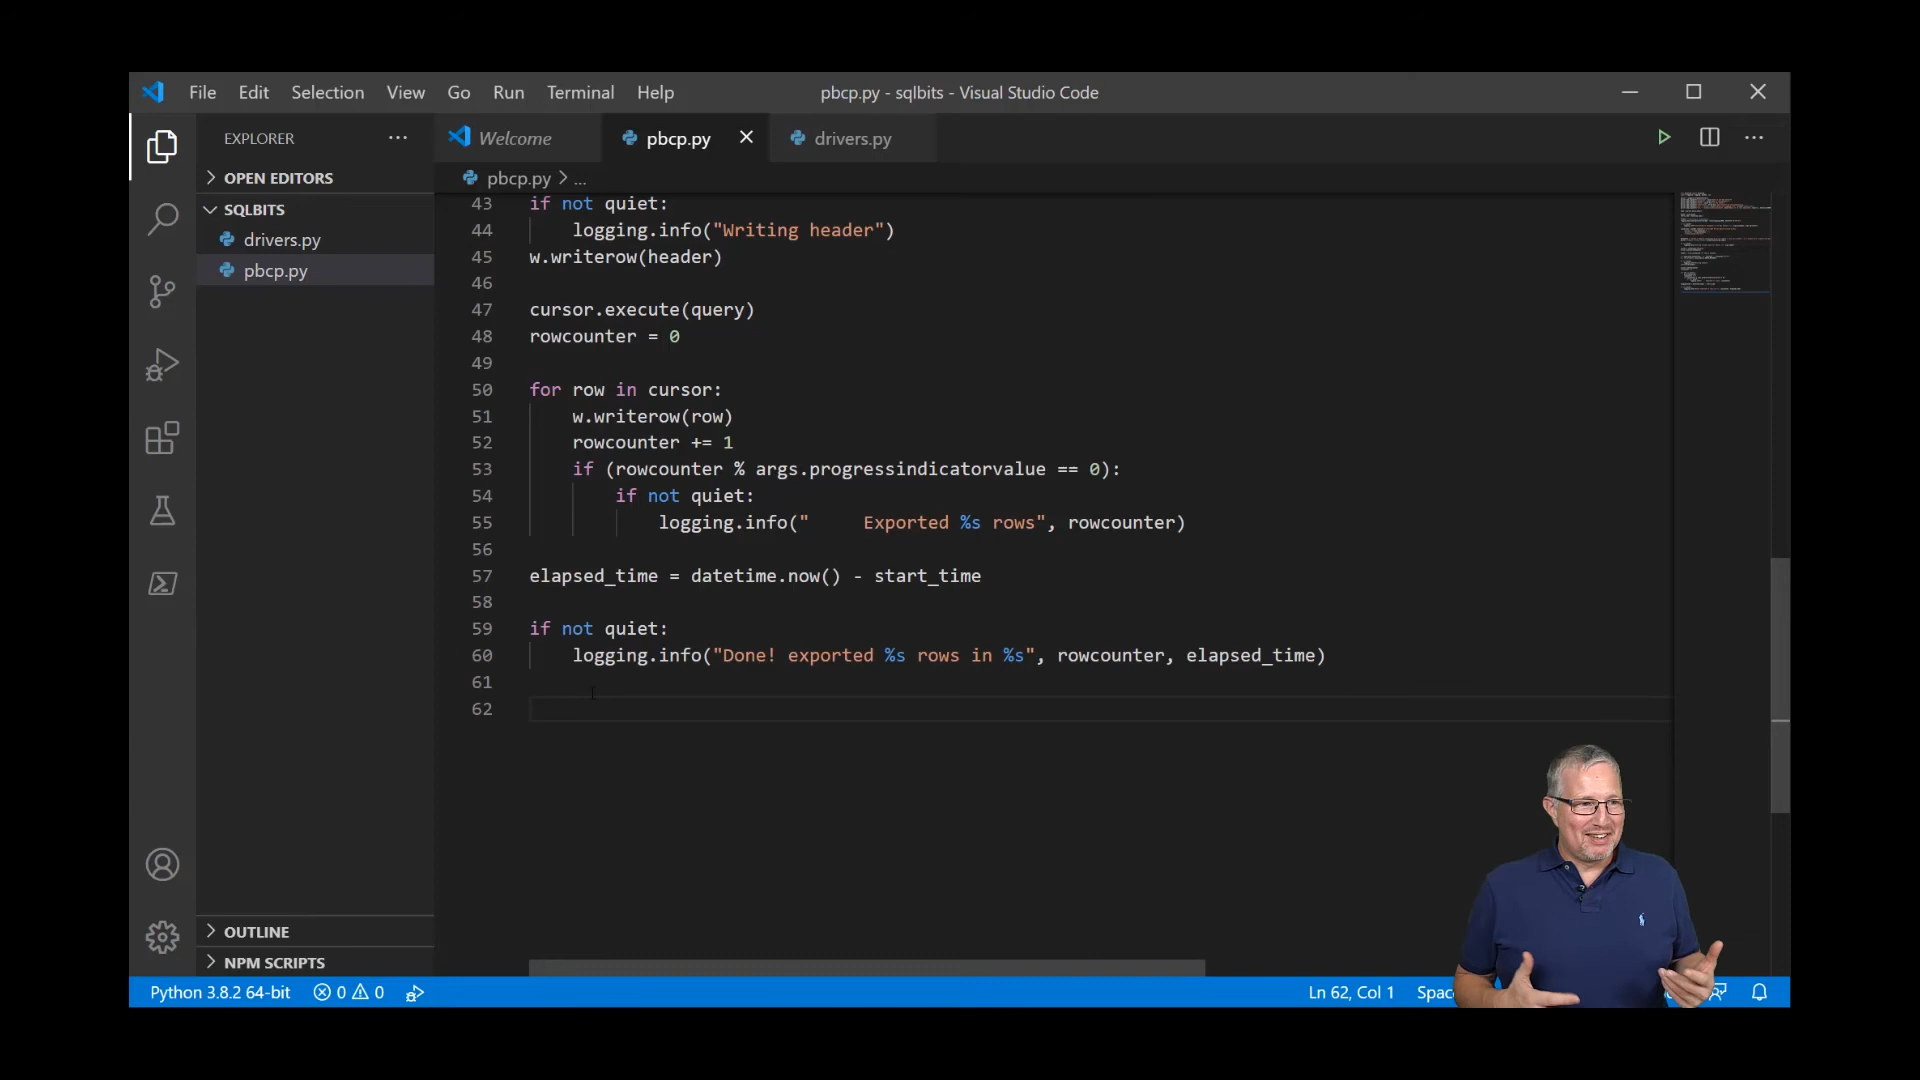 File Edit Selection View Go Run Terminal Help
pbcp.py - sqlbits - Visual Studio Code
EXPLORER
OPEN EDITORS
SQLBITS
drivers.py
pbcp.py
OUTLINE
NPM SCRIPTS
Welcome
pbcp.py
drivers.py
pbcp.py > ...
43 if not quiet:
44 logging.info("Writing header")
45 w.writerow(header)
46
47 cursor.execute(query)
48 rowcounter = 0
49
50 for row in cursor:
51 w.writerow(row)
52 rowcounter += 1
53 if (rowcounter % args.progressindicatorvalue == 0):
54 if not quiet:
55 logging.info("     Exported %s rows", rowcounter)
56
57 elapsed_time = datetime.now() - start_time
58
59 if not quiet:
60 logging.info("Done! exported %s rows in %s", rowcounter, elapsed_time)
61
62
Python 3.8.2 64-bit 0 0
Ln 62, Col 1 Spac